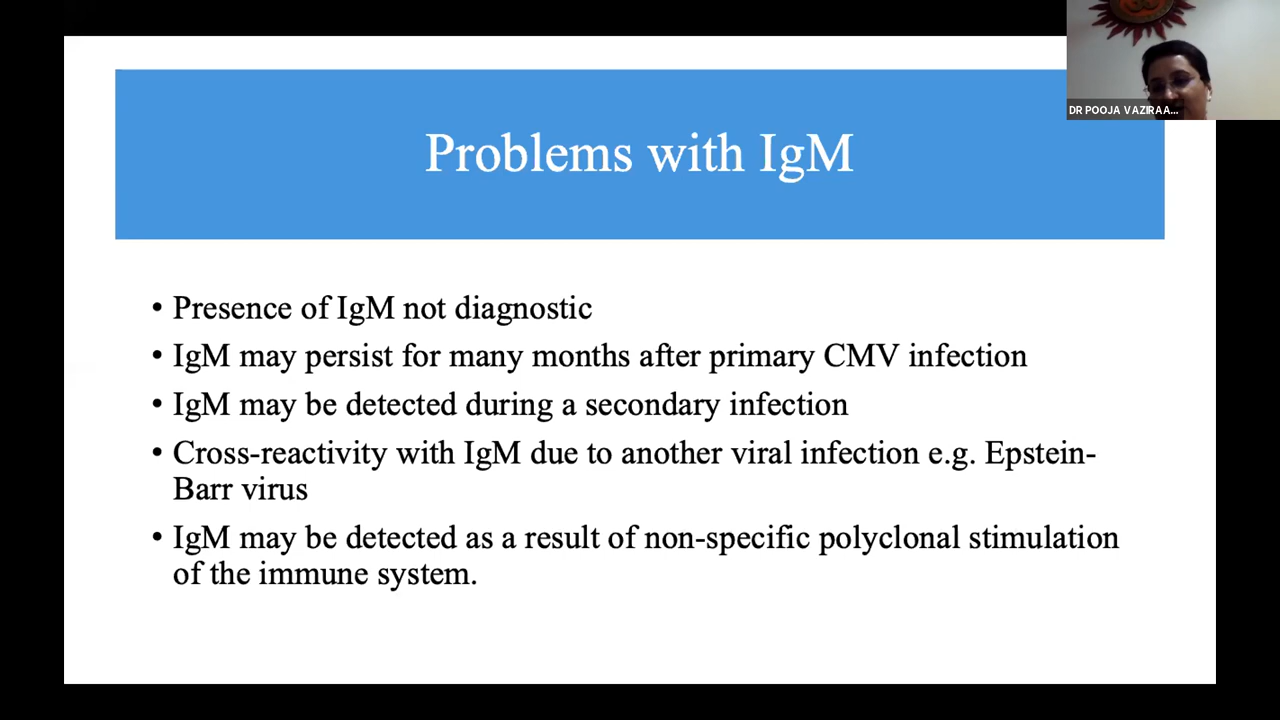 DR POOJA VAZIRAA...
Problems with IgM
• Presence of IgM not diagnostic
• IgM may persist for many months after primary CMV infection
• IgM may be detected during a secondary infection
• Cross-reactivity with IgM due to another viral infection e.g. Epstein-
Barr virus
• IgM may be detected as a result of non-specific polyclonal stimulation
of the immune system.